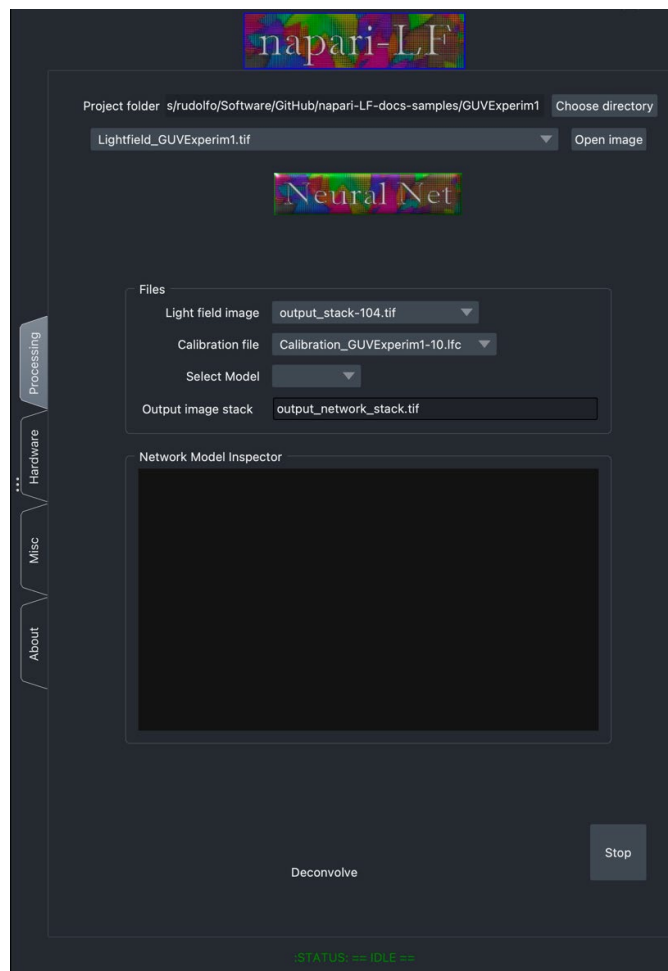 napari-LF
Project folder s/rudolfo/Software/GitHub/napari-LF-docs-samples/GUVExperim1 Choose directory
Lightfield_GUVExperim1.tif Open image
Neural Net
Files
Light field image output_stack-104.tif
Calibration file Calibration_GUVExperim1-10.lfc
Select Model
Output image stack output_network_stack.tif
Network Model Inspector
Processing
Hardware
Misc
About
Stop
Deconvolve
:STATUS: == IDLE ==